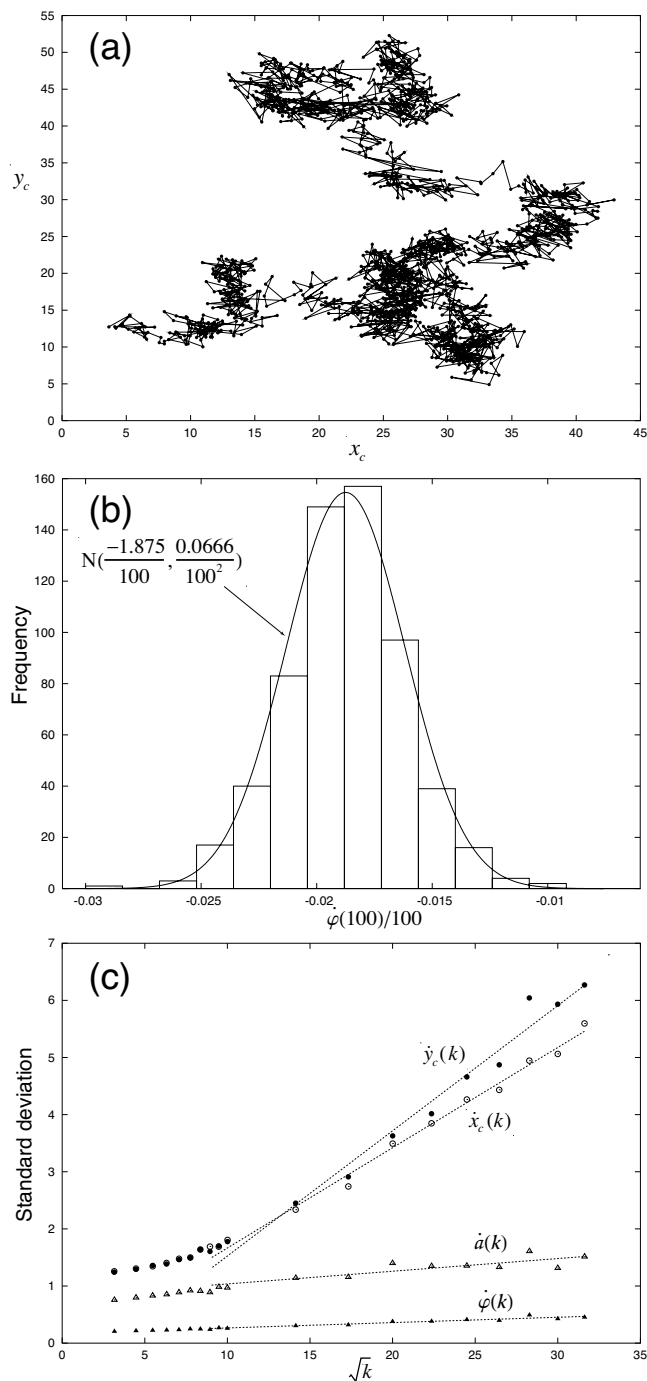 (a)
55
50
45
40
35
30
25
20
15
10
5
0
y_c
0 5 10 15 20 25 30 35 40 45
x_c
(b)
160
140
120
100
80
60
40
20
0
Frequency
N(-1.875/100, 0.0666/100²)
-0.03 -0.025 -0.02 -0.015 -0.01
φ̇(100)/100
(c)
7
6
5
4
3
2
1
0
Standard deviation
ẏ_c(k)
ẋ_c(k)
ȧ(k)
φ̇(k)
0 5 10 15 20 25 30 35
√k